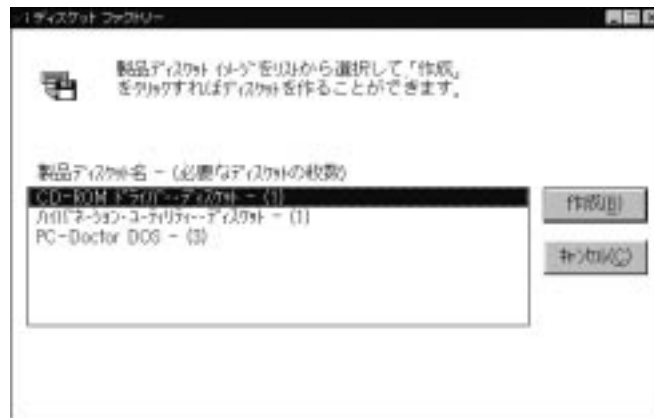 ディスケット ファクトリー
製品ディスケット イメージをリストから選択して「作成」
をクリックすればディスケットを作ることができます。
製品ディスケット名 - (必要なディスケットの枚数)
CD-ROM ドライバー・ディスケット - (1)
ハイバネーション・ユーティリティー・ディスケット - (1)
PC-Doctor DOS - (3)
作成(B)
キャンセル(C)